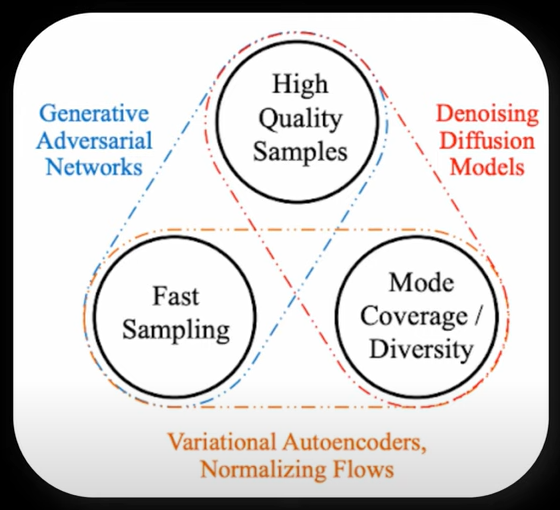 High
Quality
Samples
Generative
Adversarial
Networks
Denoising
Diffusion
Models
Fast
Sampling
Mode
Coverage /
Diversity
Variational Autoencoders,
Normalizing Flows